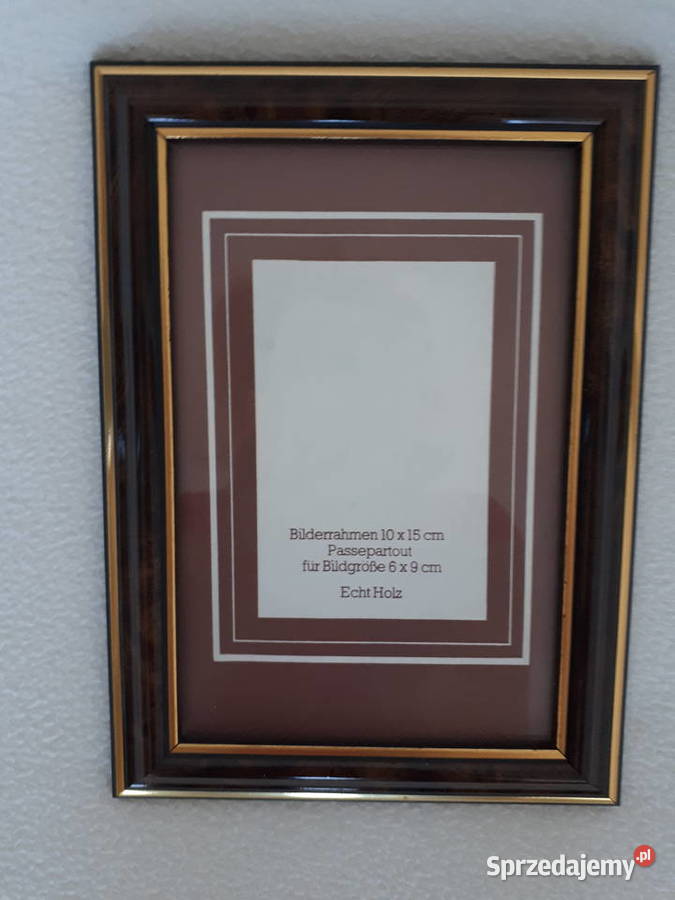 Bilderrahmen 10 x 15 cm
Passepartout
für Bildgröße 6 x 9 cm
Echt Holz
Sprzedajemy.pl